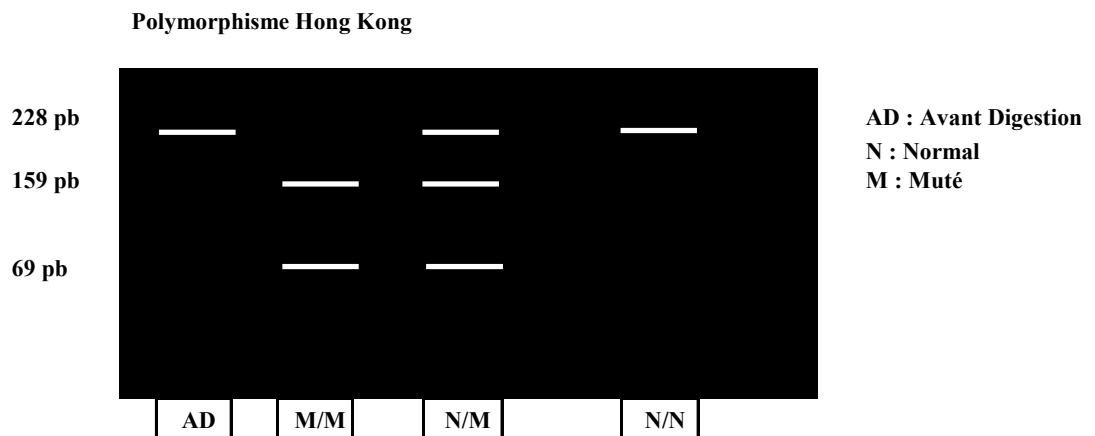 Polymorphisme Hong Kong
228 pb
159 pb
69 pb
AD : Avant Digestion
N : Normal
M : Muté
AD
M/M
N/M
N/N